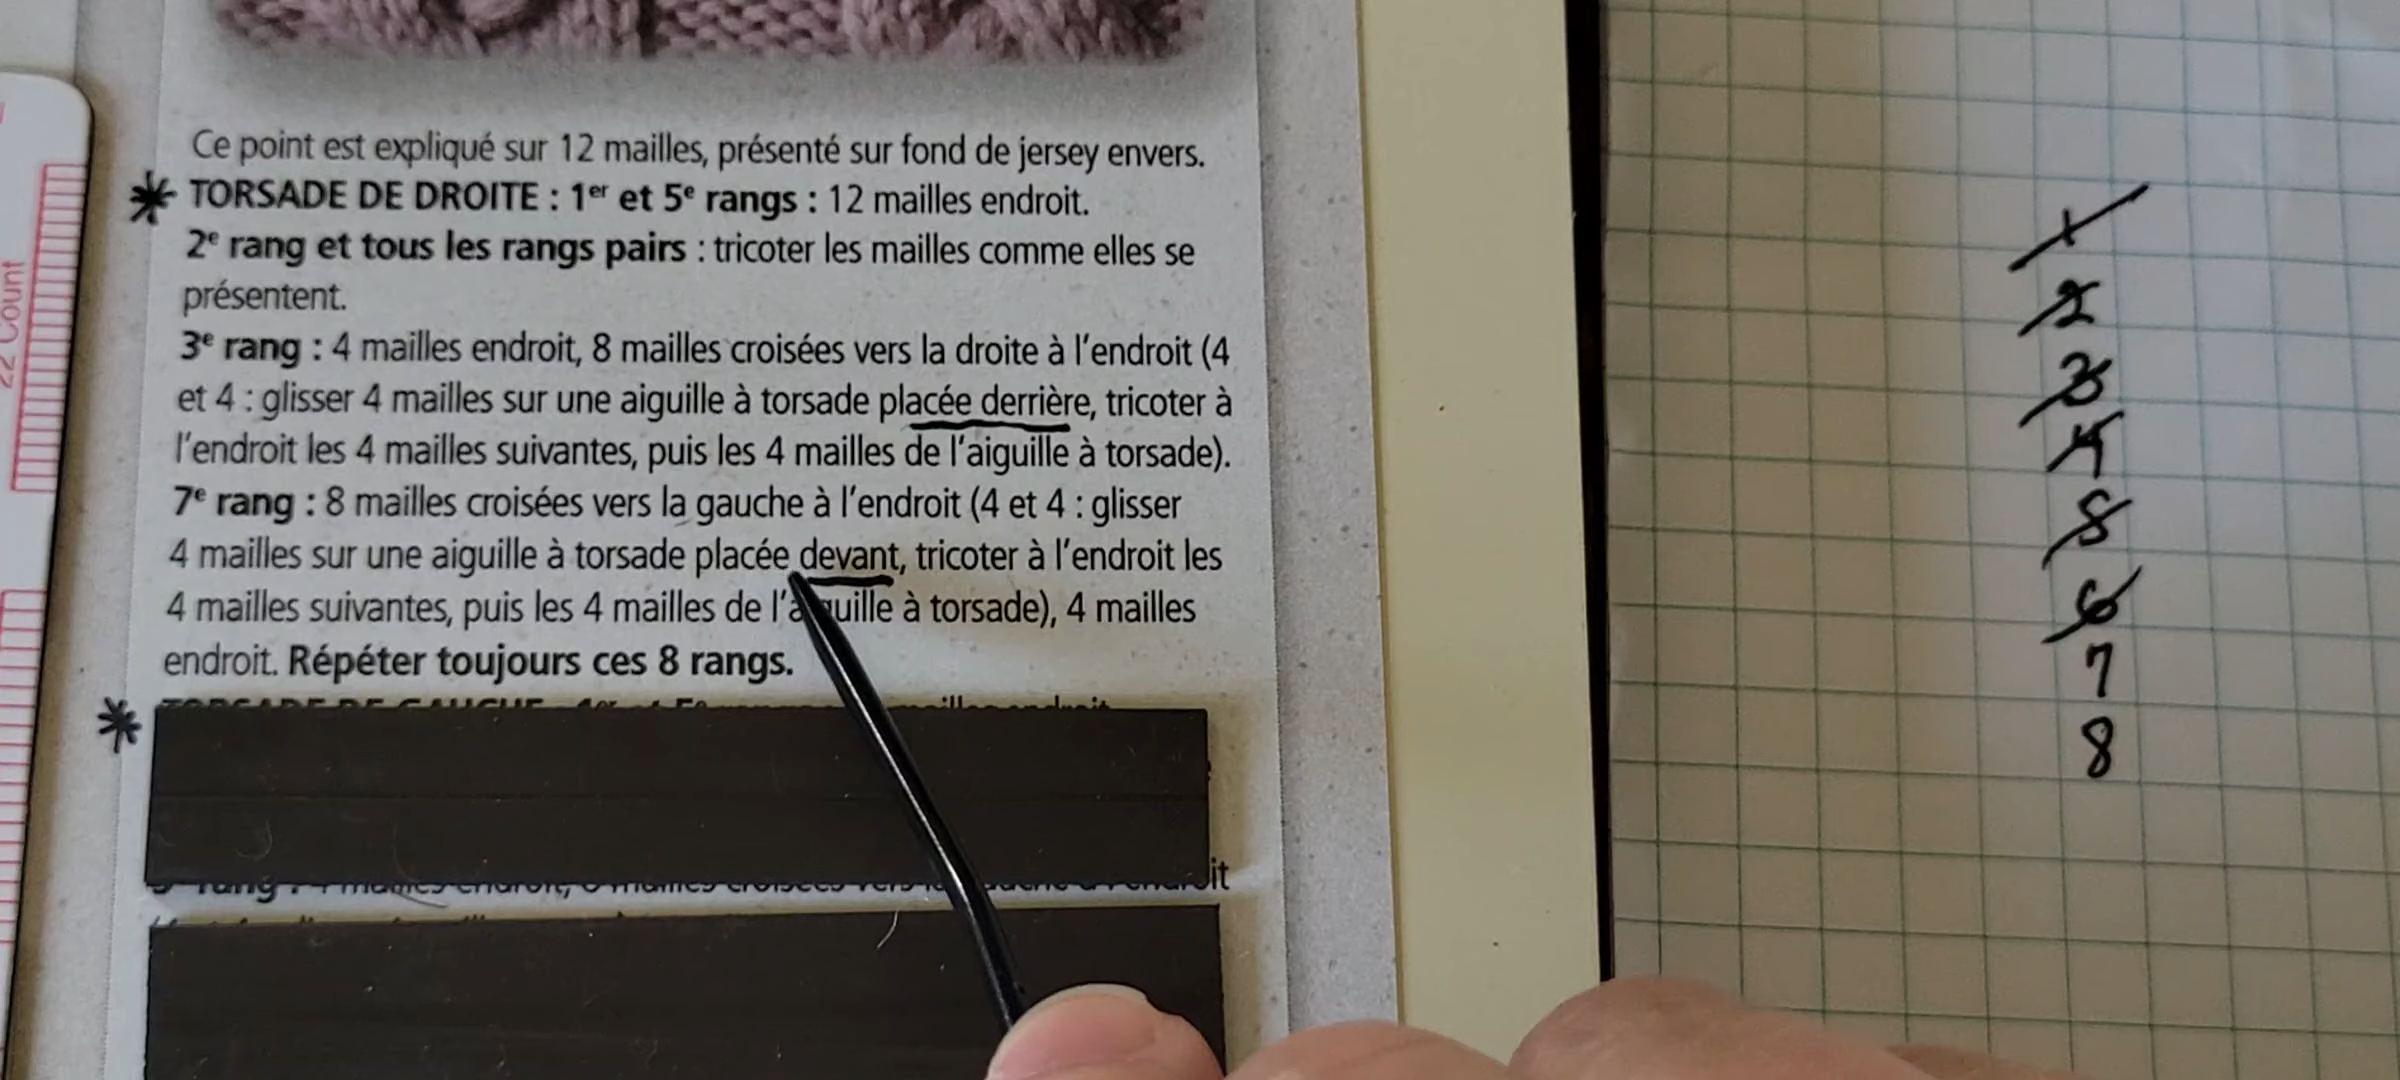 Ce point est expliqué sur 12 mailles, présenté sur fond de jersey envers.
* TORSADE DE DROITE : 1er et 5e rangs : 12 mailles endroit.
2e rang et tous les rangs pairs : tricoter les mailles comme elles se
présentent.
3e rang : 4 mailles endroit, 8 mailles croisées vers la droite à l'endroit (4
et 4 : glisser 4 mailles sur une aiguille à torsade placée derrière, tricoter à
l'endroit les 4 mailles suivantes, puis les 4 mailles de l'aiguille à torsade).
7e rang : 8 mailles croisées vers la gauche à l'endroit (4 et 4 : glisser
4 mailles sur une aiguille à torsade placée devant, tricoter à l'endroit les
4 mailles suivantes, puis les 4 mailles de l'aiguille à torsade), 4 mailles
endroit. Répéter toujours ces 8 rangs.
*
22 Count
1
2
3
4
5
6
7
8